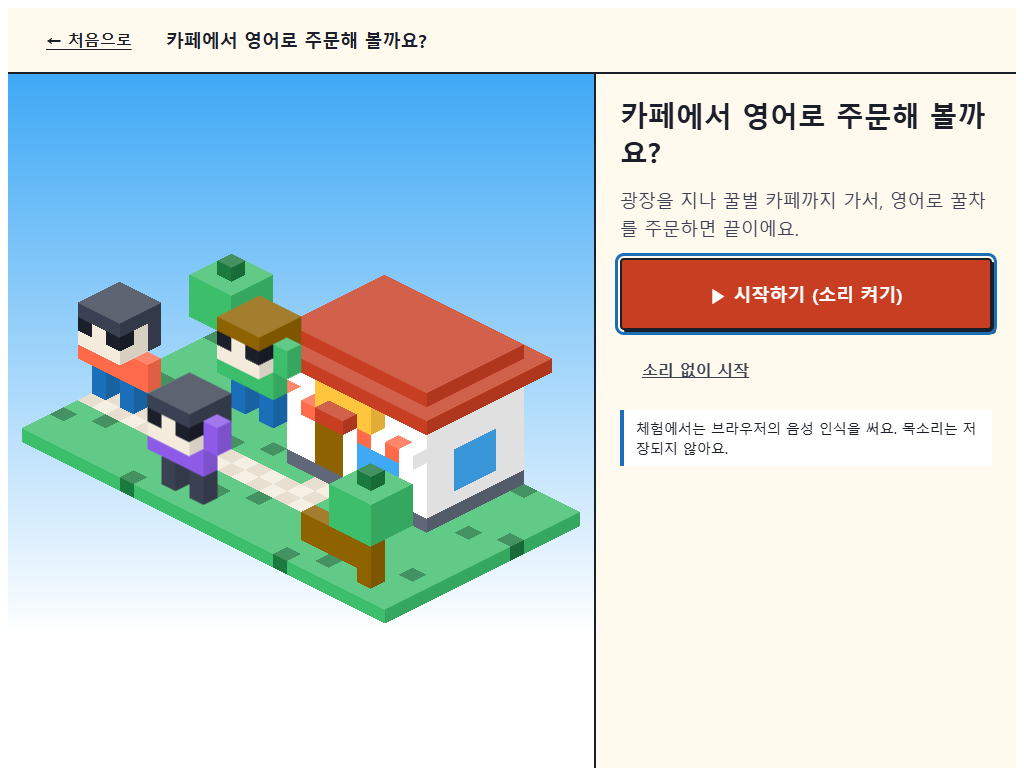 ← 처음으로
카페에서 영어로 주문해 볼까요?
카페에서 영어로 주문해 볼까
요?
광장을 지나 꿀벌 카페까지 가서, 영어로 꿀차
를 주문하면 끝이에요.
▶ 시작하기 (소리 켜기)
소리 없이 시작
체험에서는 브라우저의 음성 인식을 써요. 목소리는 저
장되지 않아요.